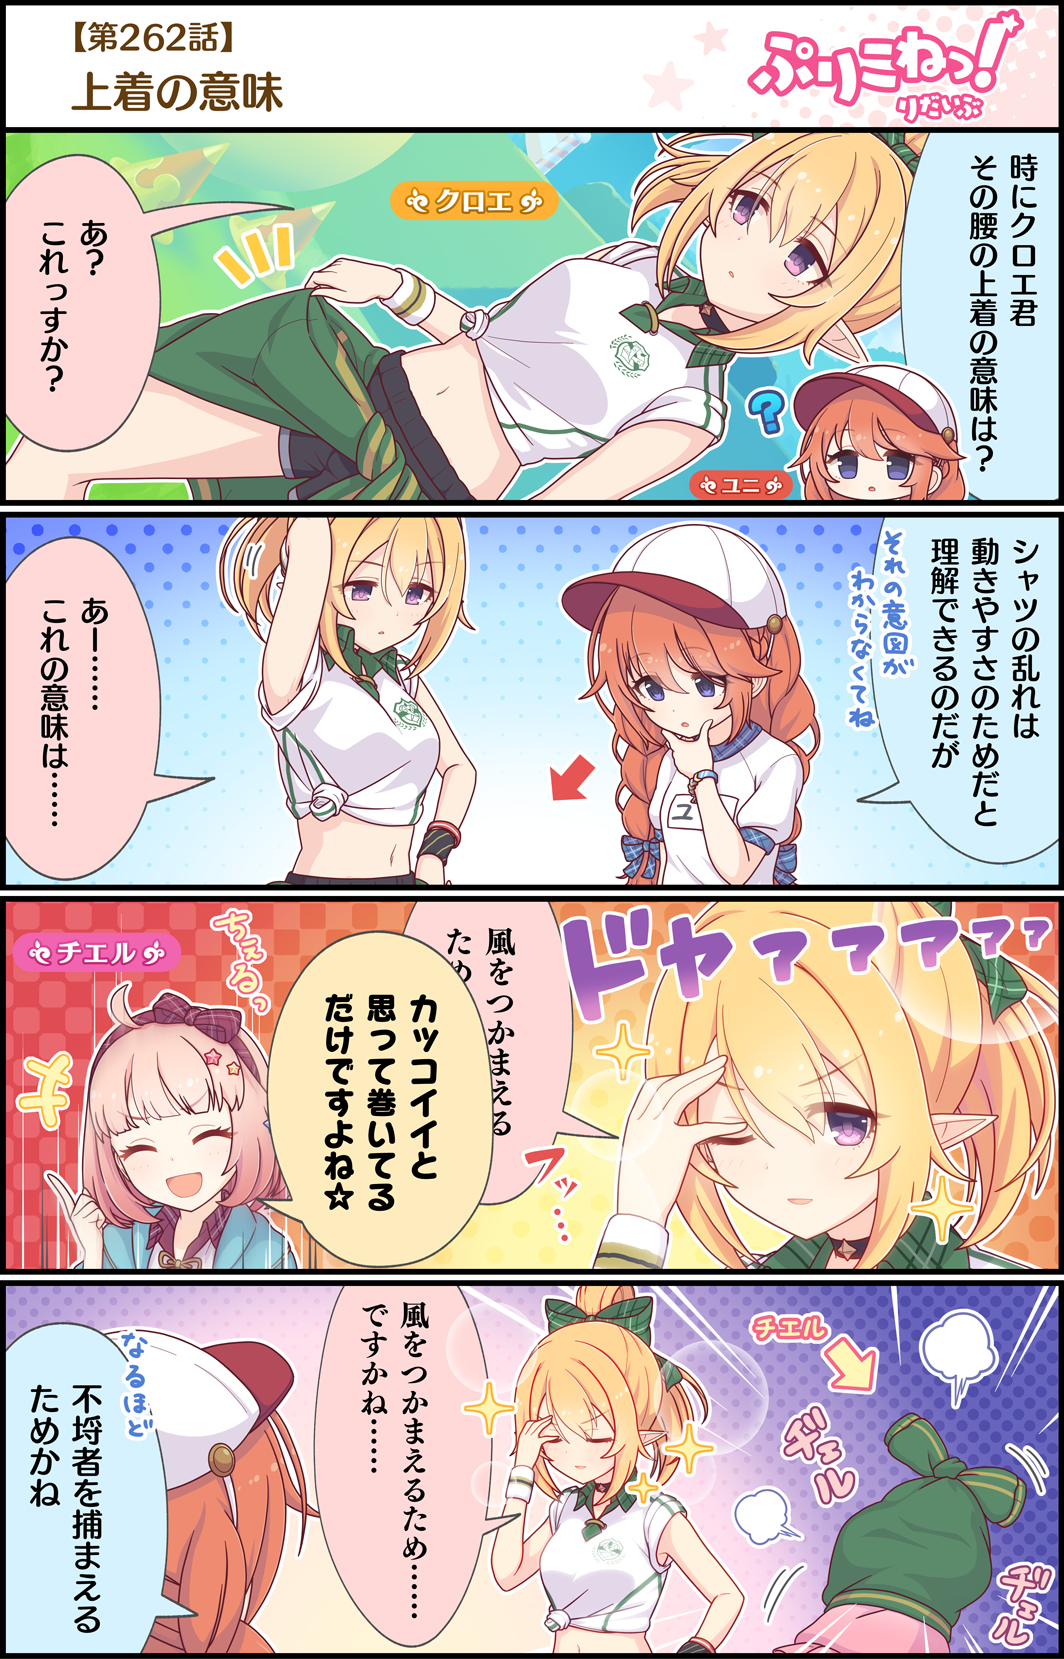 【第262話】
上着の意味
ぷりこねっ!
りだいぶ
時にクロエ君
その腰の上着の意味は?
クロエ
あ?
これっすか?
?
ユニ
シャツの乱れは
動きやすさのためだと
理解できるのだが
それの意図が
わからなくてね
ユ
あー……
これの意味は……
ドヤァァァァァァ
風をつかまえる
ため
フッ…
カッコイイと
思って巻いてる
だけですよね☆
ちぇるっ
チエル
チエル
ヂェル
ヂェル
風をつかまえるため……
ですかね……
なるほど
不埒者を捕まえる
ためかね